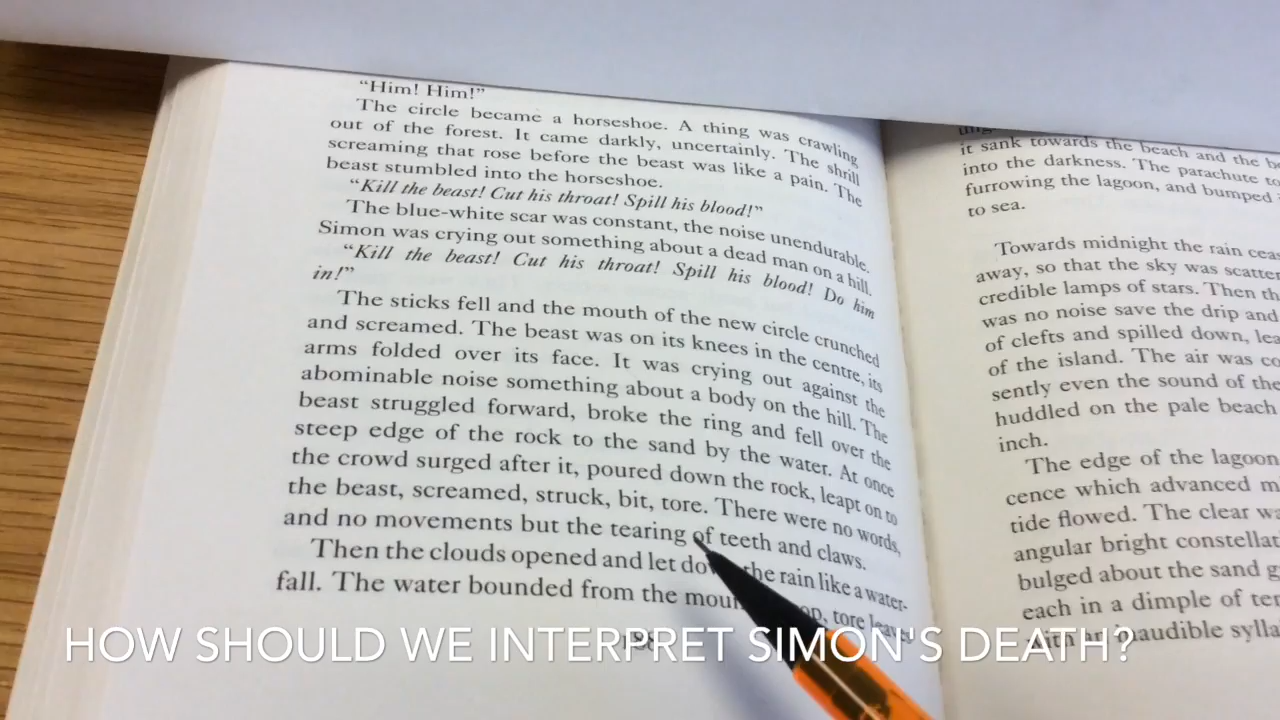 "Him! Him!"
The circle became a horseshoe. A thing was crawling
out of the forest. It came darkly, uncertainly. The shrill
screaming that rose before the beast was like a pain. The
beast stumbled into the horseshoe.
"Kill the beast! Cut his throat! Spill his blood!"
The blue-white scar was constant, the noise unendurable.
Simon was crying out something about a dead man on a hill.
"Kill the beast! Cut his throat! Spill his blood! Do him
in!"
The sticks fell and the mouth of the new circle crunched
and screamed. The beast was on its knees in the centre, its
arms folded over its face. It was crying out against the
abominable noise something about a body on the hill. The
beast struggled forward, broke the ring and fell over the
steep edge of the rock to the sand by the water. At once
the crowd surged after it, poured down the rock, leapt on to
the beast, screamed, struck, bit, tore. There were no words,
and no movements but the tearing of teeth and claws.
Then the clouds opened and let the rain like a water-
fall. The water bounded from the tore leaves
it sank towards the beach and the
into the darkness. The parachute
furrowing the lagoon, and bumped
to sea.
Towards midnight the rain
away, so that the sky was
credible lamps of stars. Then
was no noise save the drip and
of clefts and spilled down,
of the island. The air was
sently even the sound of the
huddled on the pale beach
inch.
The edge of the lagoon
cence which advanced
tide flowed. The clear
angular bright
bulged about the sand
each in a dimple of
inaudible
HOW SHOULD WE INTERPRET SIMON'S DEATH?